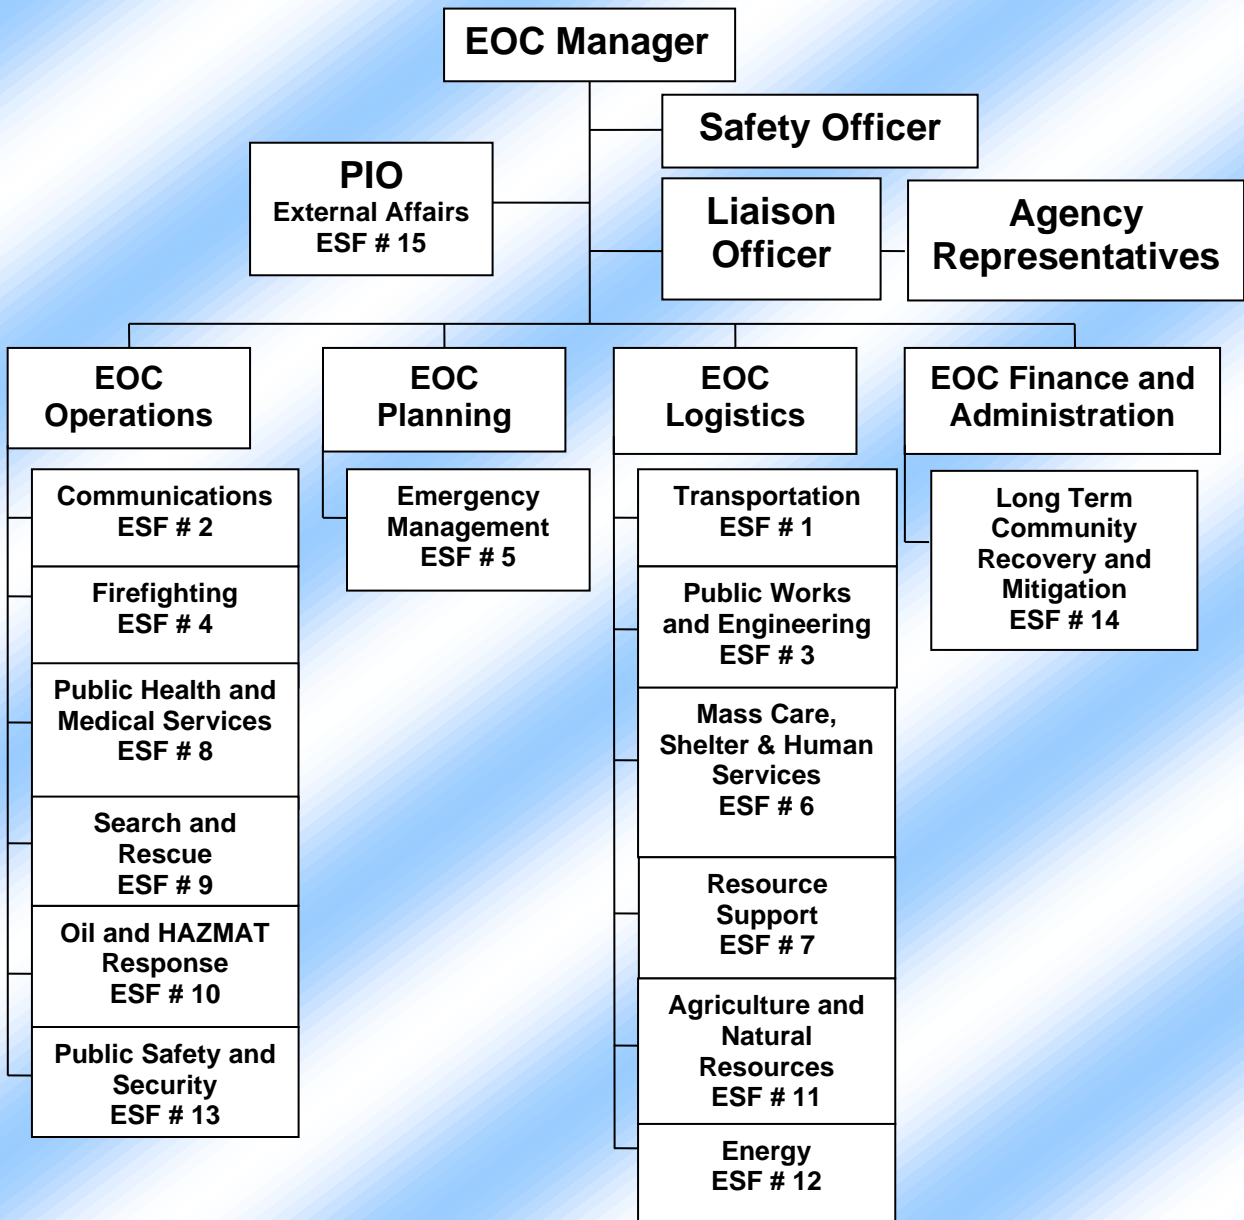 EOC Manager
Safety Officer
PIO
External Affairs
ESF # 15
Liaison
Officer
Agency
Representatives
EOC
Operations
EOC
Planning
EOC
Logistics
EOC Finance and
Administration
Communications
ESF # 2
Firefighting
ESF # 4
Public Health and
Medical Services
ESF # 8
Search and
Rescue
ESF # 9
Oil and HAZMAT
Response
ESF # 10
Public Safety and
Security
ESF # 13
Emergency
Management
ESF # 5
Transportation
ESF # 1
Public Works
and Engineering
ESF # 3
Mass Care,
Shelter & Human
Services
ESF # 6
Resource
Support
ESF # 7
Agriculture and
Natural
Resources
ESF # 11
Energy
ESF # 12
Long Term
Community
Recovery and
Mitigation
ESF # 14